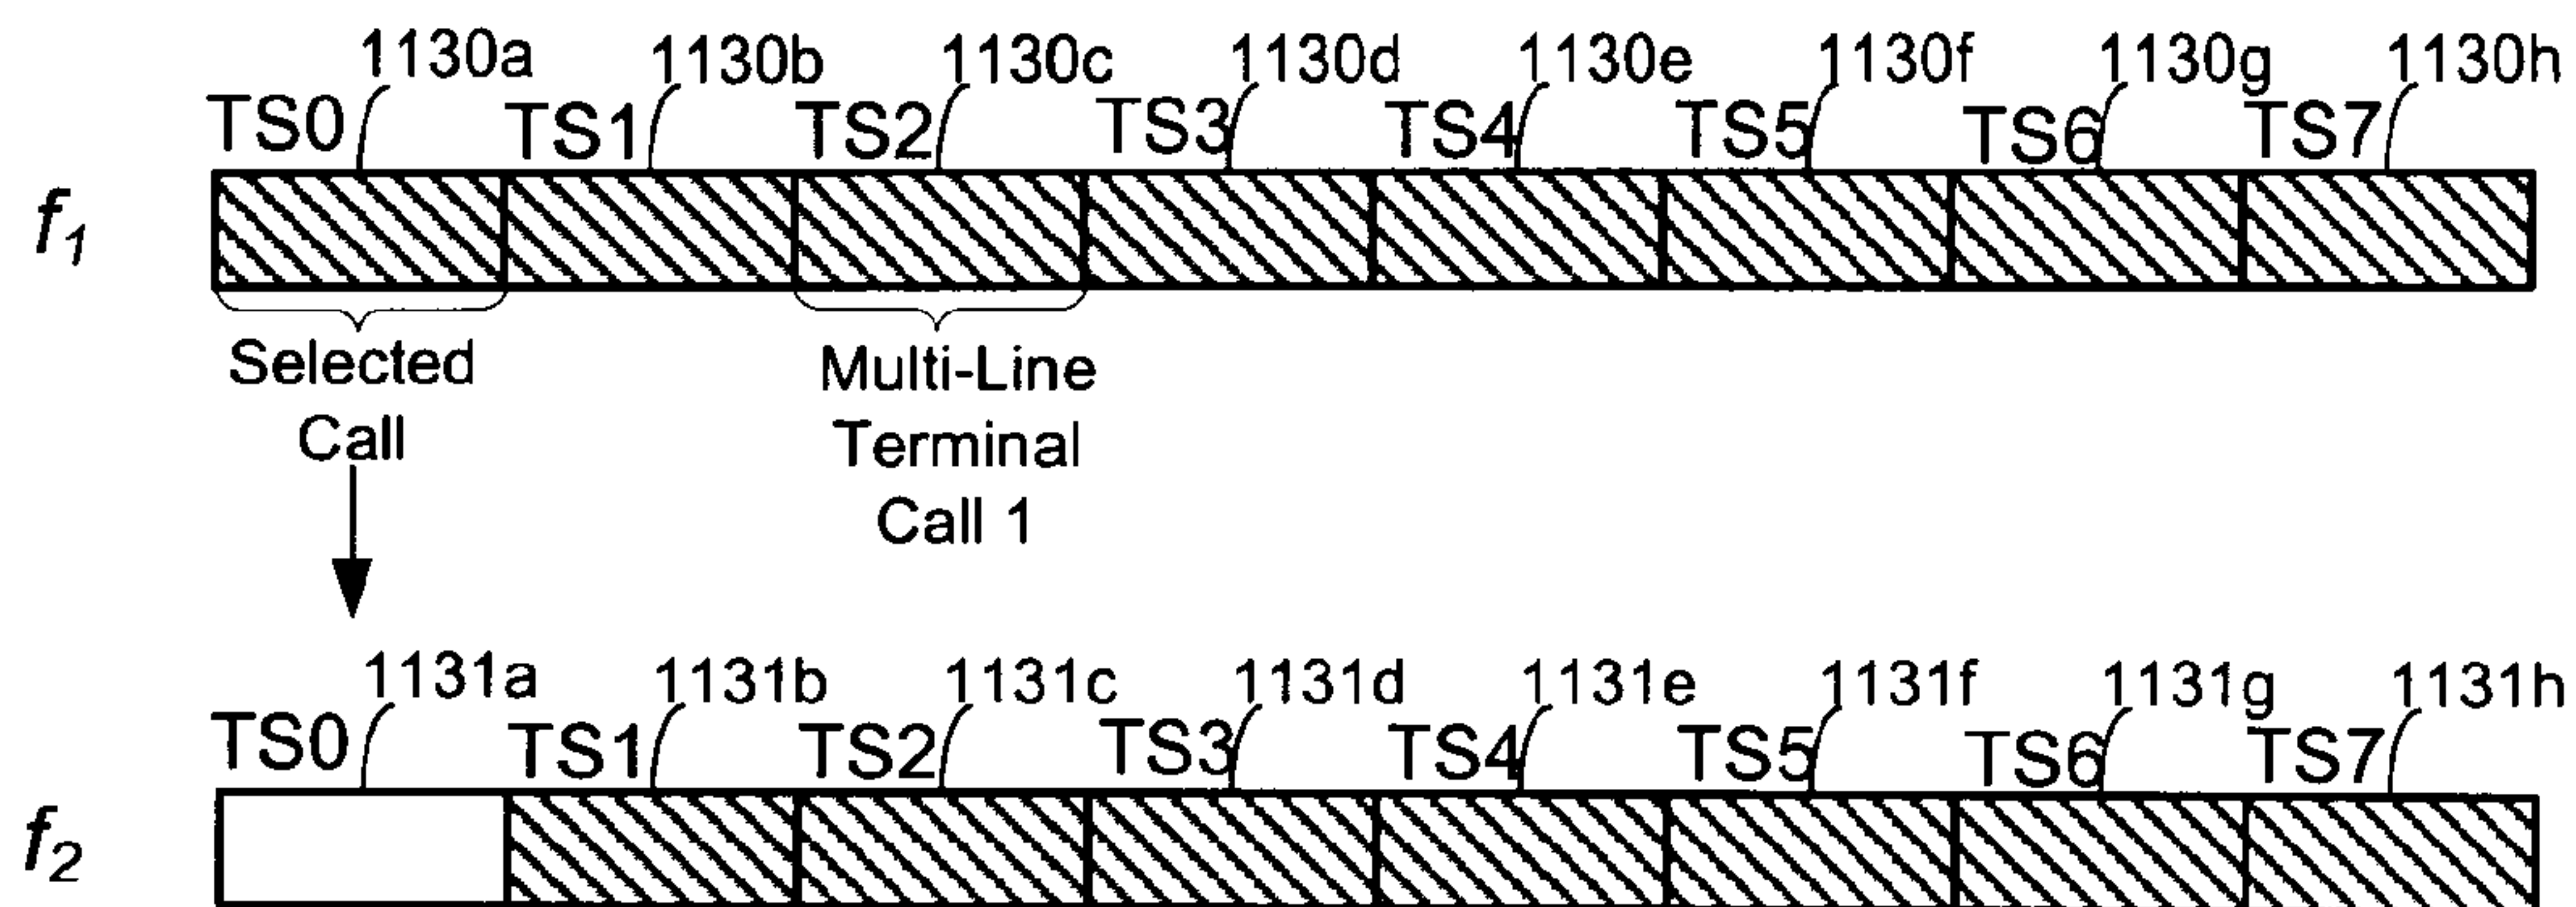 1130a 1130b 1130c 1130d 1130e 1130f 1130g 1130h
TS0 TS1 TS2 TS3 TS4 TS5 TS6 TS7
f1
Selected
Call
Multi-Line
Terminal
Call 1
1131a 1131b 1131c 1131d 1131e 1131f 1131g 1131h
TS0 TS1 TS2 TS3 TS4 TS5 TS6 TS7
f2